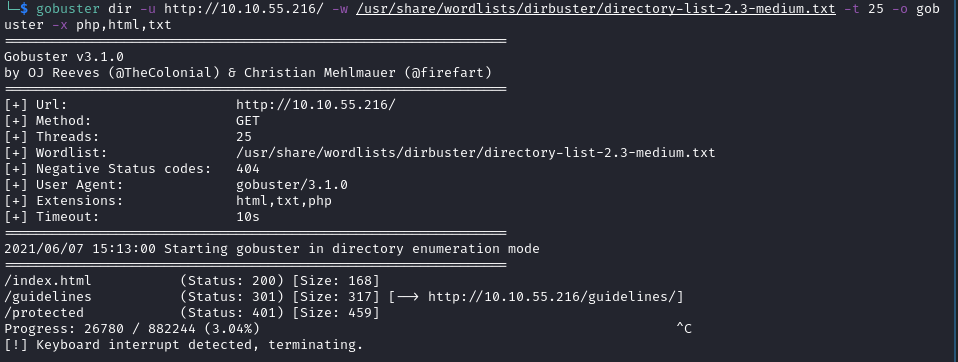 └─$ gobuster dir -u http://10.10.55.216/ -w /usr/share/wordlists/dirbuster/directory-list-2.3-medium.txt -t 25 -o gob
uster -x php,html,txt
===============================================================
Gobuster v3.1.0
by OJ Reeves (@TheColonial) & Christian Mehlmauer (@firefart)
===============================================================
[+] Url:                     http://10.10.55.216/
[+] Method:                  GET
[+] Threads:                 25
[+] Wordlist:                /usr/share/wordlists/dirbuster/directory-list-2.3-medium.txt
[+] Negative Status codes:   404
[+] User Agent:              gobuster/3.1.0
[+] Extensions:              html,txt,php
[+] Timeout:                 10s
===============================================================
2021/06/07 15:13:00 Starting gobuster in directory enumeration mode
===============================================================
/index.html           (Status: 200) [Size: 168]
/guidelines           (Status: 301) [Size: 317] [--> http://10.10.55.216/guidelines/]
/protected            (Status: 401) [Size: 459]
Progress: 26780 / 882244 (3.04%)                                                    ^C
[!] Keyboard interrupt detected, terminating.